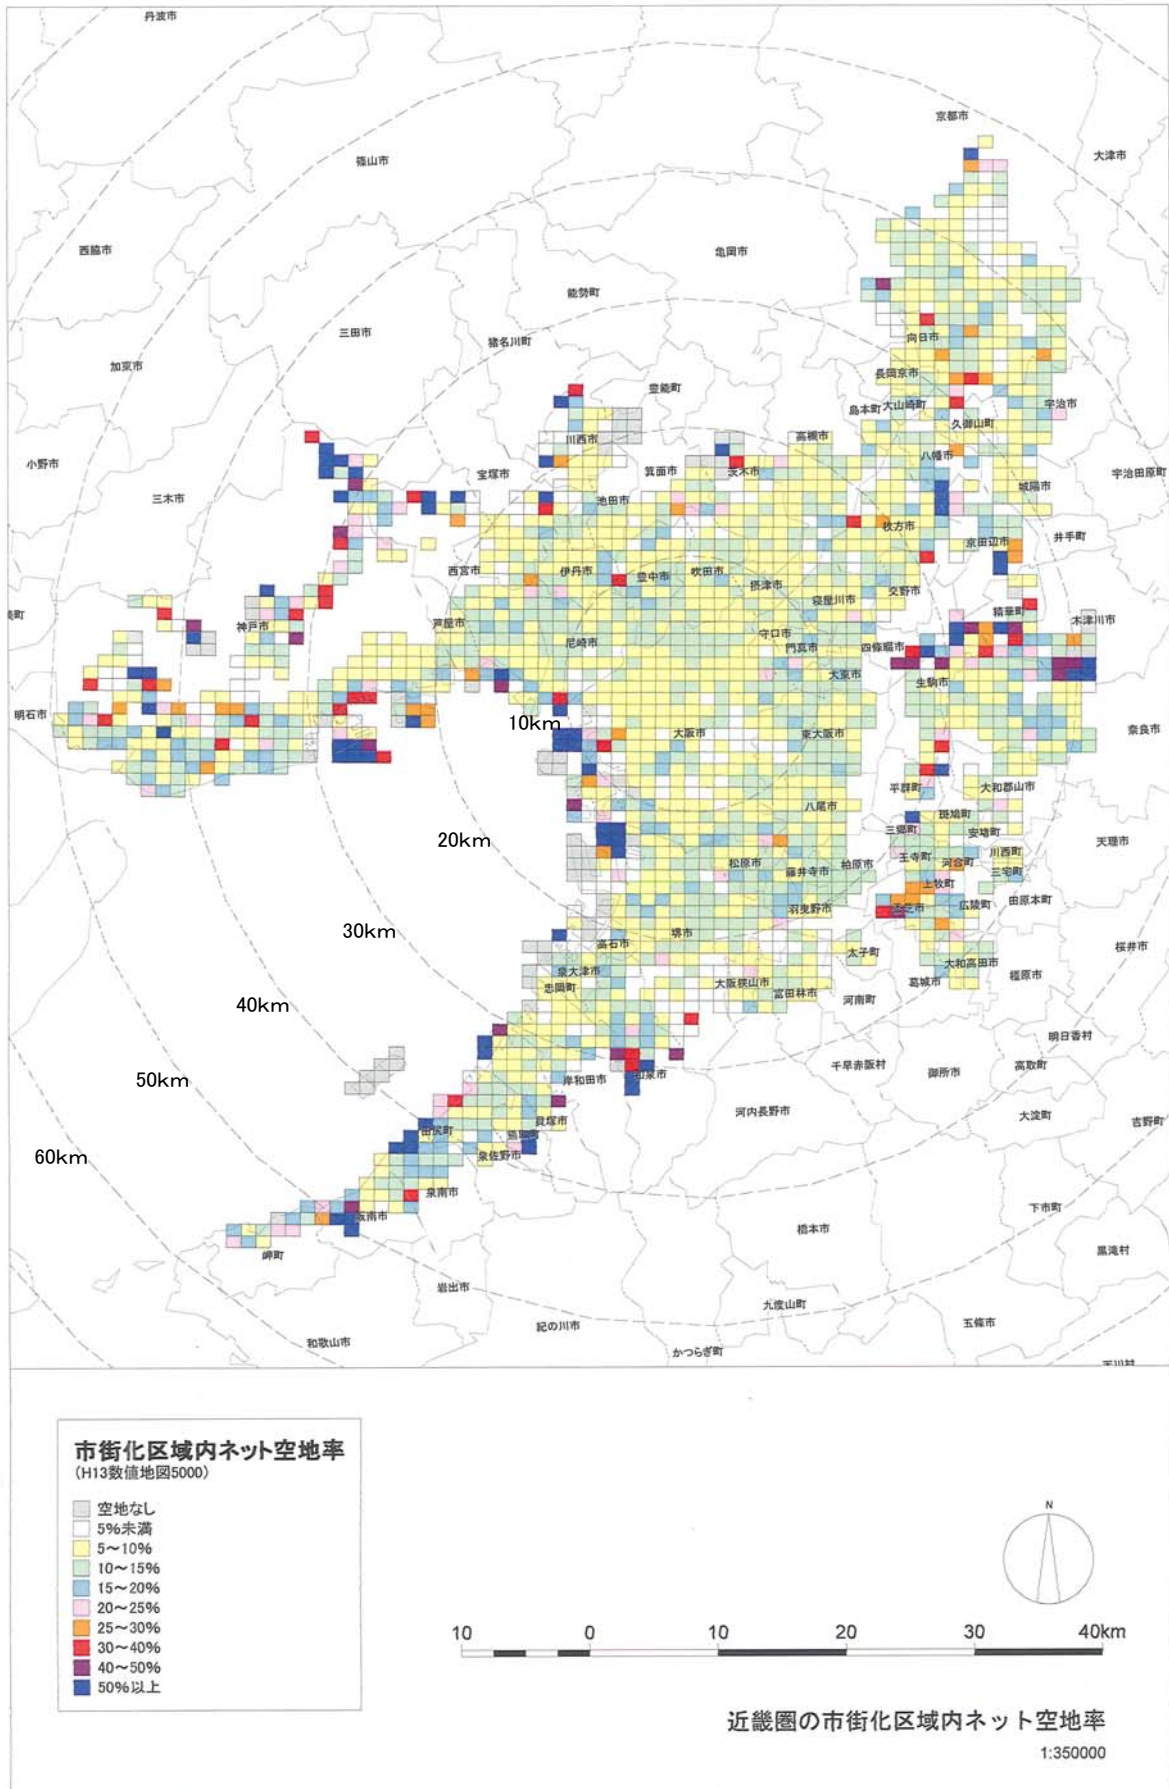 丹波市
京都市
大津市
篠山市
西脇市
亀岡市
能勢町
三田市
猪名川町
向日市
加東市
長岡京市
豊能町
島本町
大山崎町
宇治市
久御山町
川西市
高槻市
八幡市
小野市
宝塚市
箕面市
茨木市
宇治田原町
三木市
池田市
城陽市
枚方市
京田辺市
井手町
西宮市
伊丹市
豊中市
吹田市
摂津市
交野市
寝屋川市
精華町
木津川市
神戸市
芦屋市
尼崎市
守口市
門真市
四條畷市
大東市
生駒市
明石市
10km
大阪市
東大阪市
奈良市
平群町
大和郡山市
八尾市
斑鳩町
三郷町
安堵町
20km
天理市
川西町
王寺町
河合町
松原市
柏原市
藤井寺市
三宅町
上牧町
羽曳野市
広陵町
田原本町
30km
堺市
高石市
太子町
桜井市
大和高田市
泉大津市
橿原市
忠岡町
大阪狭山市
富田林市
葛城市
河南町
40km
明日香村
千早赤阪村
高取町
御所市
岸和田市
和泉市
50km
河内長野市
大淀町
吉野町
貝塚市
田尻町
熊取町
泉佐野市
60km
泉南市
下市町
阪南市
橋本市
岬町
黒滝村
岩出市
九度山町
紀の川市
五條市
和歌山市
かつらぎ町
天川村
市街化区域内ネット空地率
(H13数値地図5000)
空地なし
5%未満
5～10%
10～15%
15～20%
20～25%
25～30%
30～40%
40～50%
50%以上
N
10 0 10 20 30 40km
近畿圏の市街化区域内ネット空地率
1:350000